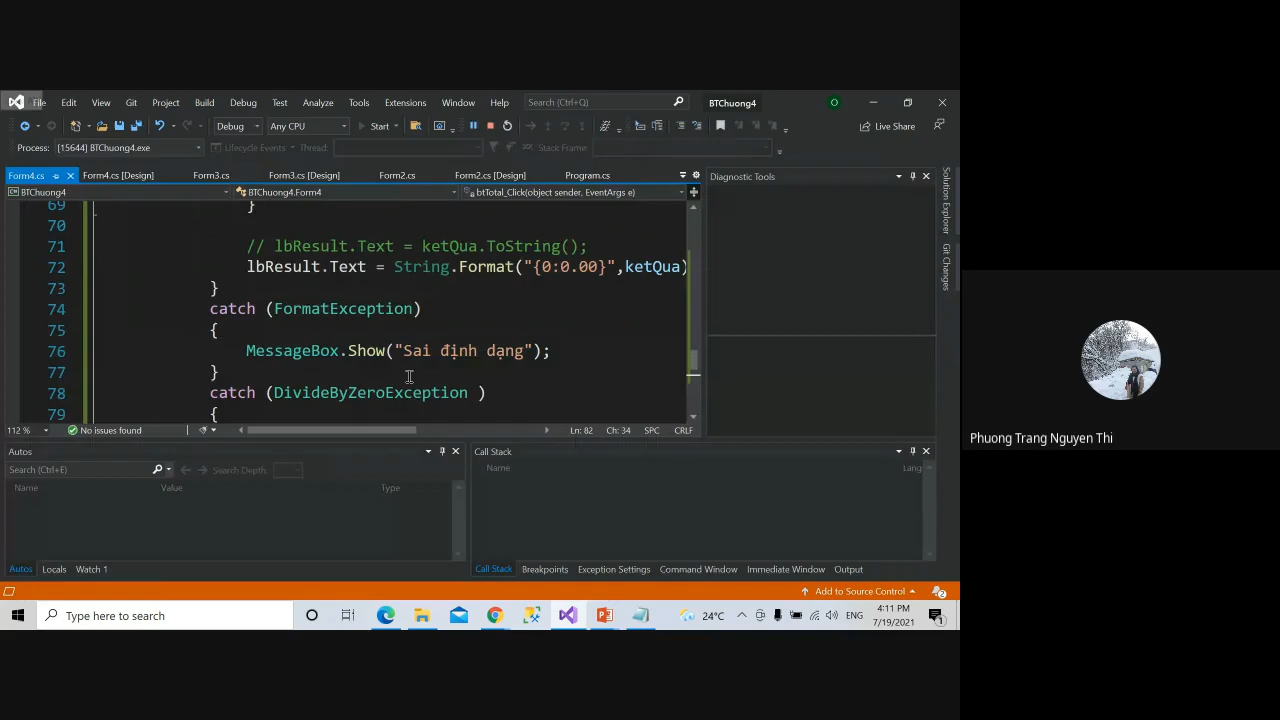 File Edit View Git Project Build Debug Test Analyze Tools Extensions Window Help Search (Ctrl+Q) BTChuong4 O
Debug Any CPU Start Live Share
Process: [15644] BTChuong4.exe Lifecycle Events Thread: Stack Frame:
Form4.cs Form4.cs [Design] Form3.cs Form3.cs [Design] Form2.cs Form2.cs [Design] Program.cs Diagnostic Tools
BTChuong4 BTChuong4.Form4 btTotal_Click(object sender, EventArgs e)
Solution Explorer
Git Changes
69 }
70
71 // lbResult.Text = ketQua.ToString();
72 lbResult.Text = String.Format("{0:0.00}",ketQua)
73 }
74 catch (FormatException)
75 {
76 MessageBox.Show("Sai định dạng");
77 }
78 catch (DivideByZeroException )
79 {
112 % No issues found Ln: 82 Ch: 34 SPC CRLF
Autos Call Stack
Search (Ctrl+E) Search Depth: Name Lang
Name Value Type
Autos Locals Watch 1 Call Stack Breakpoints Exception Settings Command Window Immediate Window Output
Add to Source Control 2
Type here to search 24°C ENG 4:11 PM
7/19/2021 1
Phuong Trang Nguyen Thi